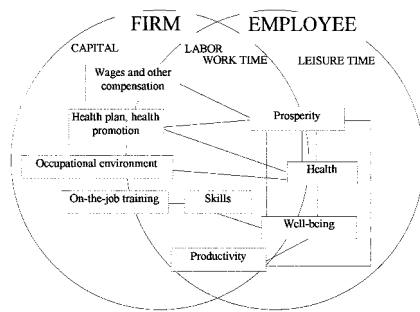 FIRM EMPLOYEE
CAPITAL
LABOR
WORK TIME
LEISURE TIME
Wages and other
compensation
Health plan, health
promotion
Prosperity
Occupational environment
Health
On-the-job training
Skills
Well-being
Productivity